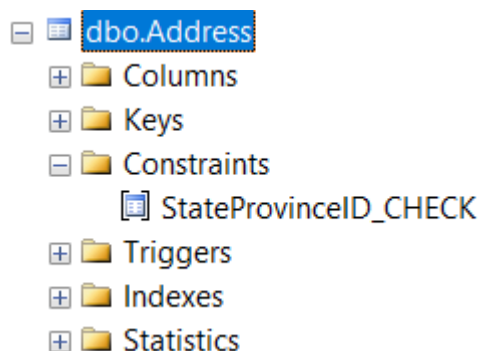 dbo.Address
Columns
Keys
Constraints
StateProvinceID_CHECK
Triggers
Indexes
Statistics